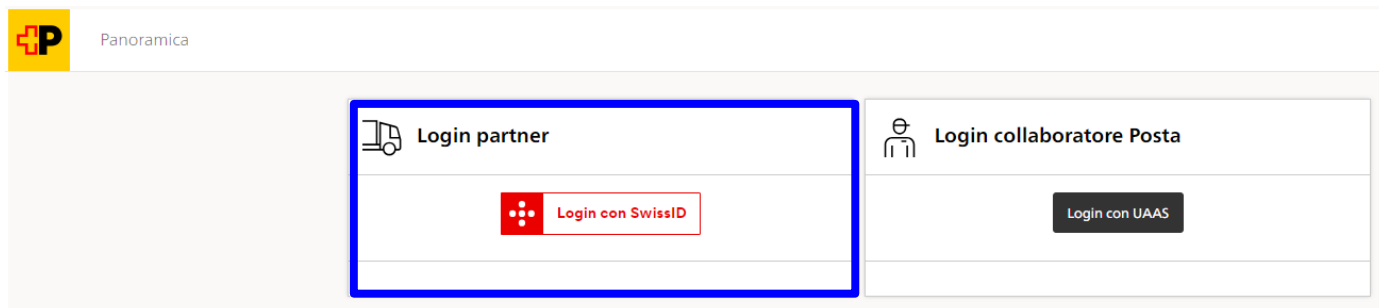 P
Panoramica
Login partner
Login collaboratore Posta
Login con SwissID
Login con UAAS